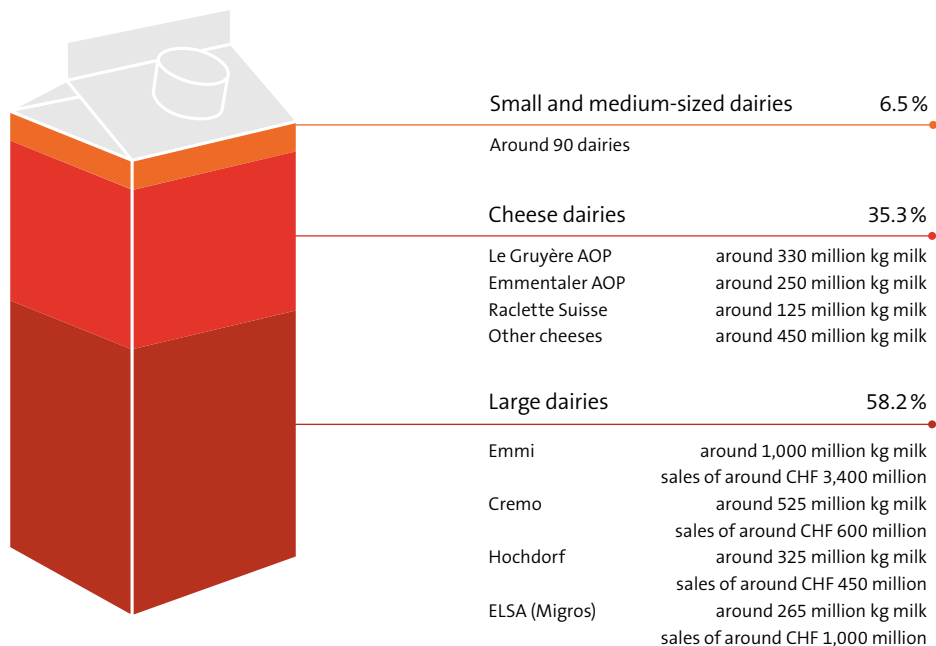 Small and medium-sized dairies 6.5 %
Around 90 dairies
Cheese dairies 35.3 %
Le Gruyère AOP around 330 million kg milk
Emmentaler AOP around 250 million kg milk
Raclette Suisse around 125 million kg milk
Other cheeses around 450 million kg milk
Large dairies 58.2 %
Emmi around 1,000 million kg milk
sales of around CHF 3,400 million
Cremo around 525 million kg milk
sales of around CHF 600 million
Hochdorf around 325 million kg milk
sales of around CHF 450 million
ELSA (Migros) around 265 million kg milk
sales of around CHF 1,000 million